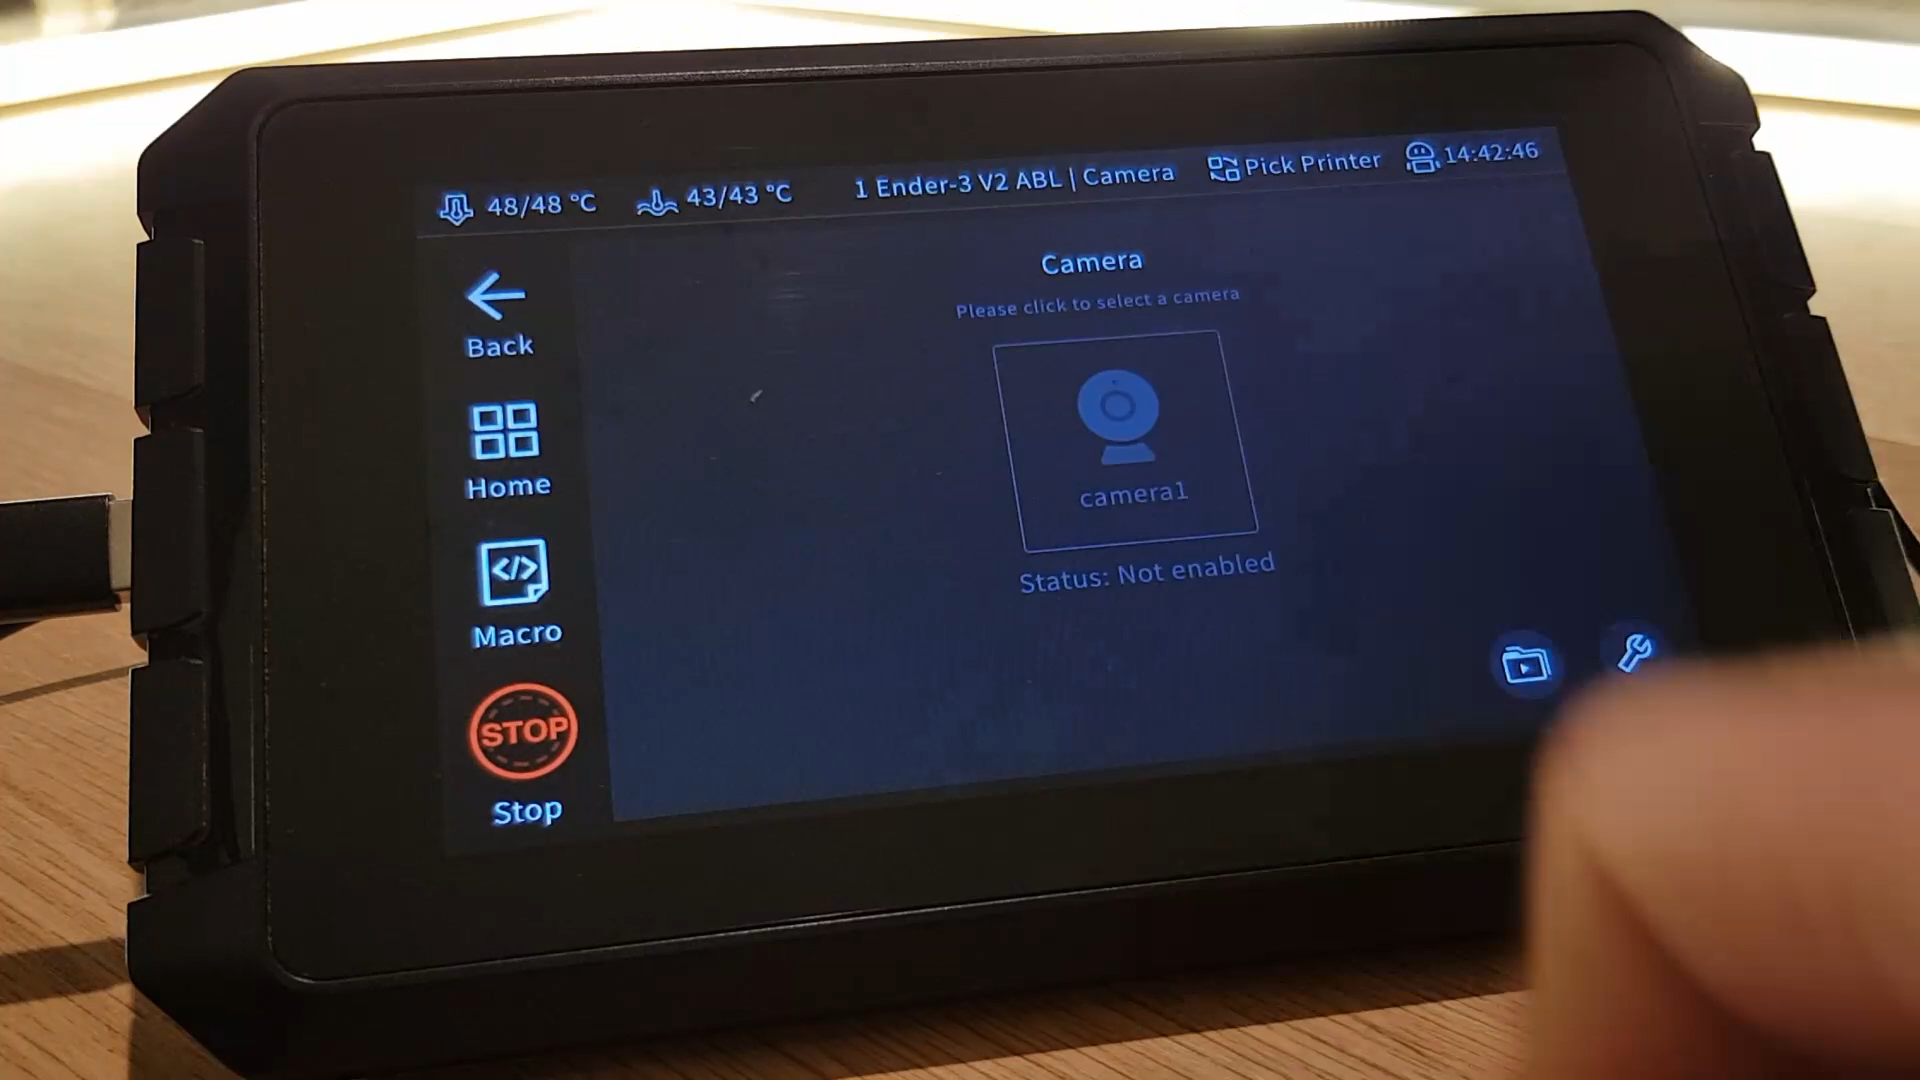 48/48 °C 43/43 °C 1 Ender-3 V2 ABL | Camera Pick Printer 14:42:46
Back
Home
Macro
STOP
Stop
Camera
Please click to select a camera
camera1
Status: Not enabled